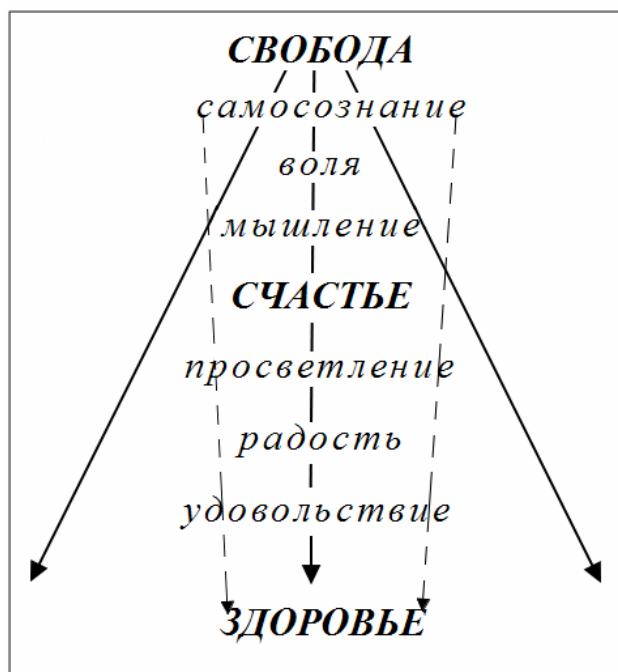 СВОБОДА
самосознание
воля
мышление
СЧАСТЬЕ
просветление
радость
удовольствие
ЗДОРОВЬЕ